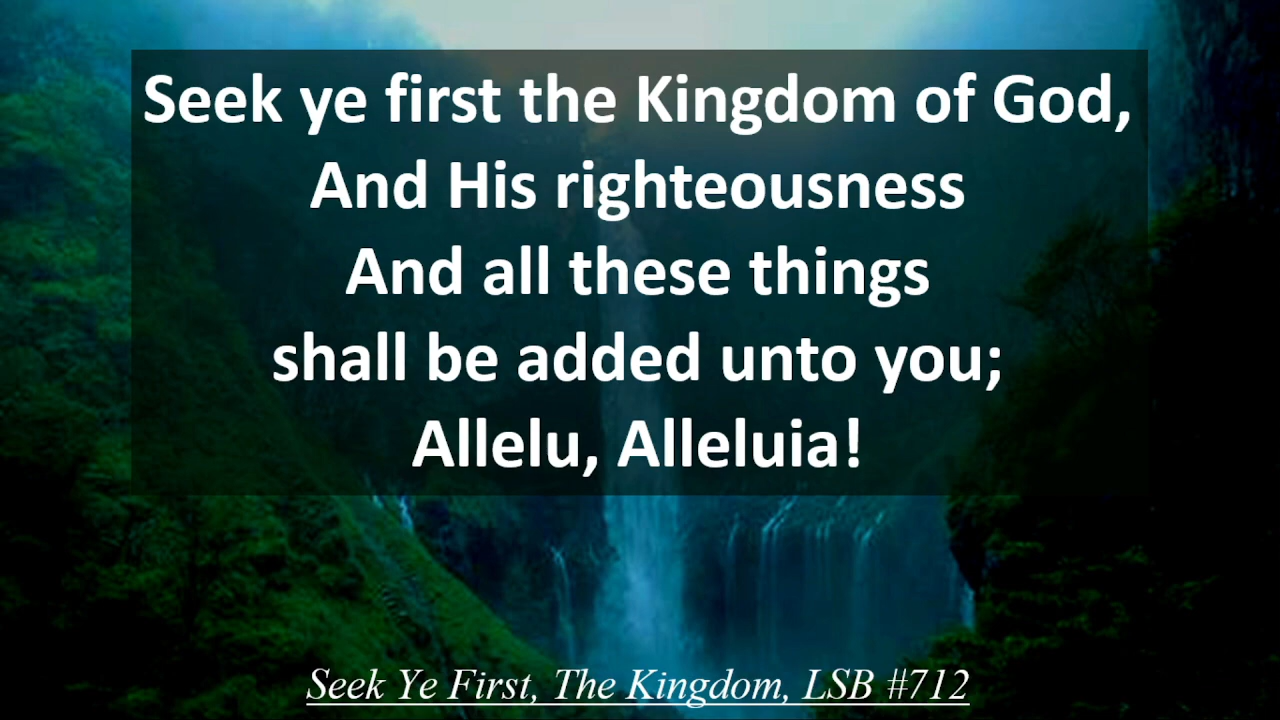 Seek ye first the Kingdom of God,
And His righteousness
And all these things
shall be added unto you;
Allelu, Alleluia!
Seek Ye First, The Kingdom, LSB #712